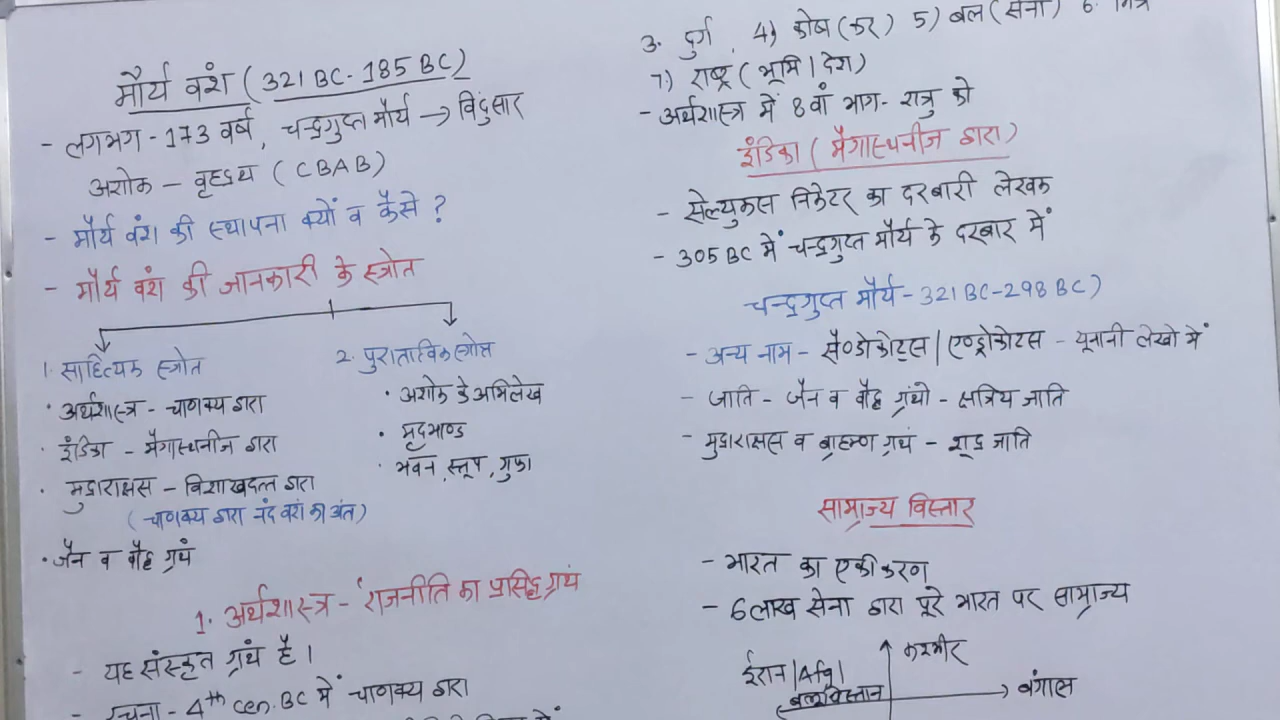 मौर्य वंश (321 BC- 185 BC)
- लगभग - 173 वर्ष, चन्द्रगुप्त मौर्य → बिंदुसार
अशोक – वृहद्रथ (CBAB)
- मौर्य वंश की स्थापना क्यों व कैसे ?
- मौर्य वंश की जानकारी के स्त्रोत
1. साहित्यिक स्त्रोत
· अर्थशास्त्र - चाणक्य द्वारा
· इंडिका - मैगास्थनीज द्वारा
· मुद्राराक्षस - विशाखदत्त द्वारा
(चाणक्य द्वारा नंद वंश का अंत)
· जैन व बौद्ध ग्रंथ
2. पुरातात्विक स्त्रोत
· अशोक के अभिलेख
· मृदभाण्ड
· भवन, स्तूप, गुफा
1. अर्थशास्त्र - राजनीति का प्रसिद्ध ग्रंथ
- यह संस्कृत ग्रंथ है।
- रचना - 4th cen. BC में चाणक्य द्वारा
3. दुर्ग, 4) कोष (कर) 5) बल (सेना) 6. मित्र
7) राष्ट्र (भूमि । देश)
- अर्थशास्त्र में 8वां भाग - शत्रु को
इंडिका (मैगास्थनीज द्वारा)
- सेल्युकस निकेटर का दरबारी लेखक
- 305 BC में चन्द्रगुप्त मौर्य के दरबार में
चन्द्रगुप्त मौर्य - 321 BC-298 BC)
- अन्य नाम - सैण्डोकोट्स | एण्ड्रोकोटस - यूनानी लेखो में
- जाति - जैन व बौद्ध ग्रंथो - क्षत्रिय जाति
- मुद्राराक्षस व ब्राह्मण ग्रंथ - शूद्र जाति
साम्राज्य विस्तार
- भारत का एकीकरण
- 6 लाख सेना द्वारा पूरे भारत पर साम्राज्य
कश्मीर
ईरान |Afg|
बलूचिस्तान
बंगाल